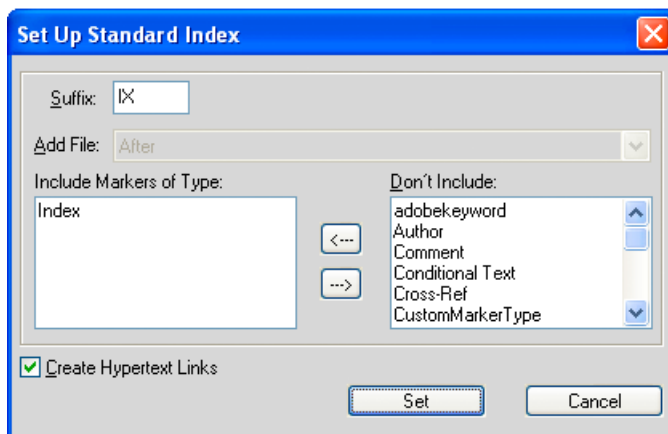 Set Up Standard Index
Suffix: IX
Add File: After
Include Markers of Type:
Index
<---
--->
Don´t Include:
adobekeyword
Author
Comment
Conditional Text
Cross-Ref
CustomMarkerType
Create Hypertext Links
Set Cancel